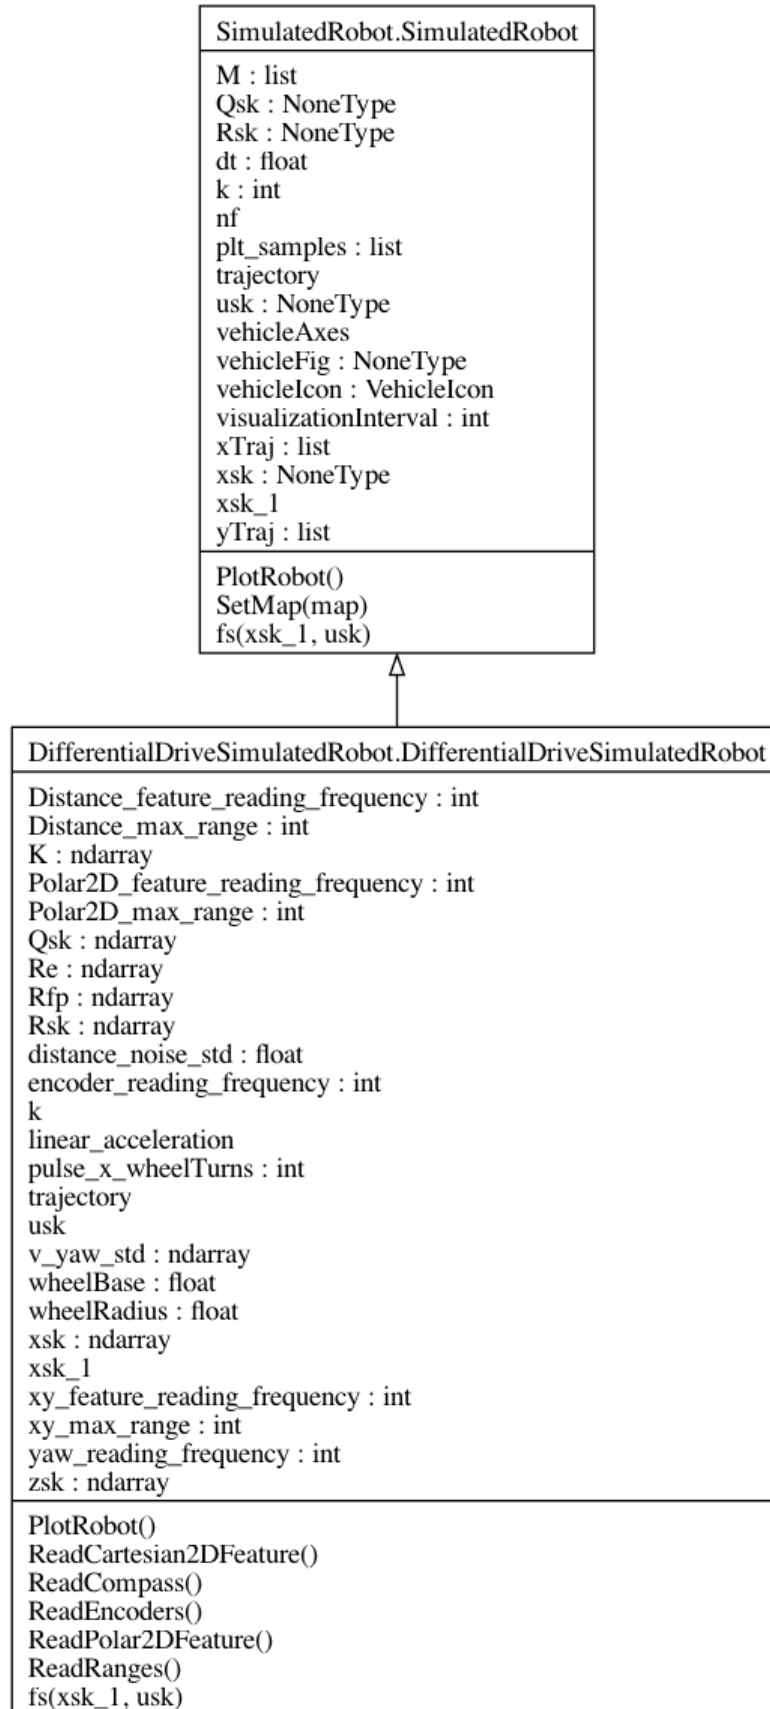 SimulatedRobot.SimulatedRobot
M : list
Qsk : NoneType
Rsk : NoneType
dt : float
k : int
nf
plt_samples : list
trajectory
usk : NoneType
vehicleAxes
vehicleFig : NoneType
vehicleIcon : VehicleIcon
visualizationInterval : int
xTraj : list
xsk : NoneType
xsk_1
yTraj : list
PlotRobot()
SetMap(map)
fs(xsk_1, usk)
DifferentialDriveSimulatedRobot.DifferentialDriveSimulatedRobot
Distance_feature_reading_frequency : int
Distance_max_range : int
K : ndarray
Polar2D_feature_reading_frequency : int
Polar2D_max_range : int
Qsk : ndarray
Re : ndarray
Rfp : ndarray
Rsk : ndarray
distance_noise_std : float
encoder_reading_frequency : int
k
linear_acceleration
pulse_x_wheelTurns : int
trajectory
usk
v_yaw_std : ndarray
wheelBase : float
wheelRadius : float
xsk : ndarray
xsk_1
xy_feature_reading_frequency : int
xy_max_range : int
yaw_reading_frequency : int
zsk : ndarray
PlotRobot()
ReadCartesian2DFeature()
ReadCompass()
ReadEncoders()
ReadPolar2DFeature()
ReadRanges()
fs(xsk_1, usk)